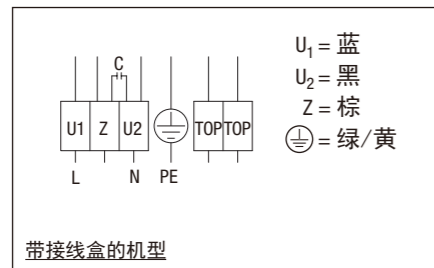 C
U1 Z U2 TOP TOP
L N PE
U₁ = 蓝
U₂ = 黑
Z = 棕
⏚ = 绿/黄
带接线盒的机型